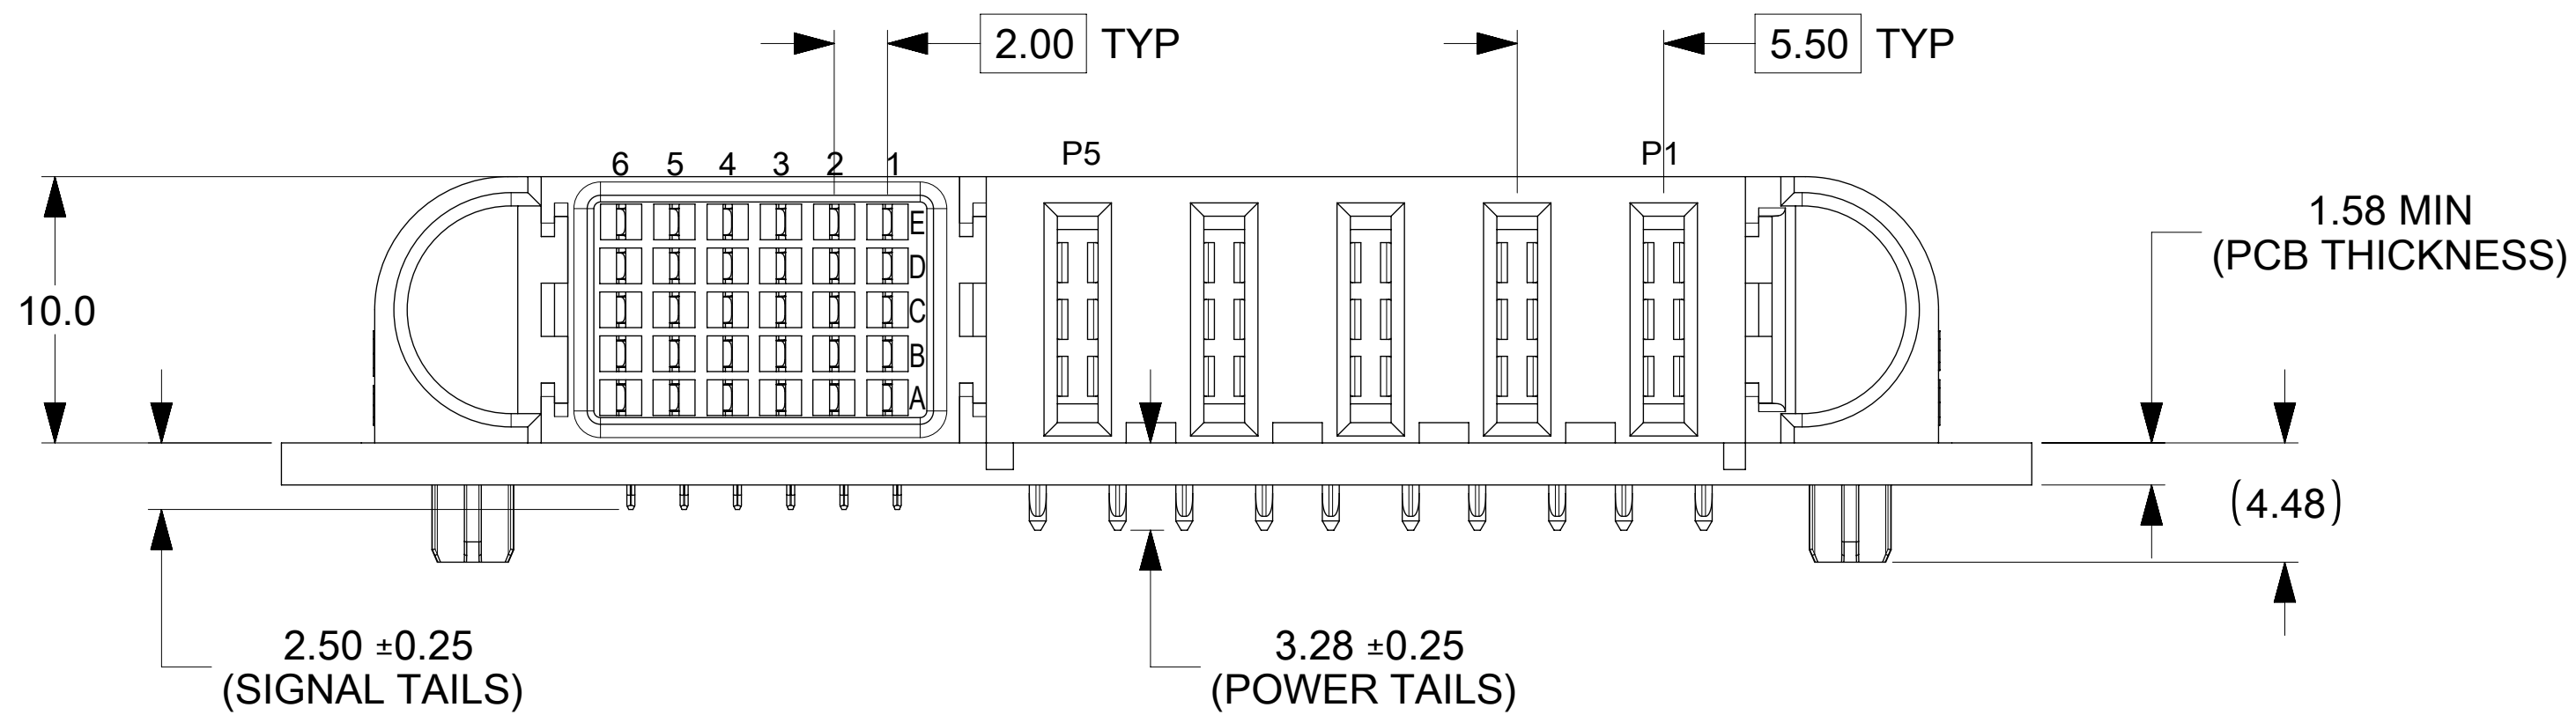 2.00 TYP 5.50 TYP
P5 P1
6 5 4 3 2 1
1.58 MIN
(PCB THICKNESS)
E
D
C
B
A
10.0
(4.48)
2.50 ±0.25
(SIGNAL TAILS)
3.28 ±0.25
(POWER TAILS)